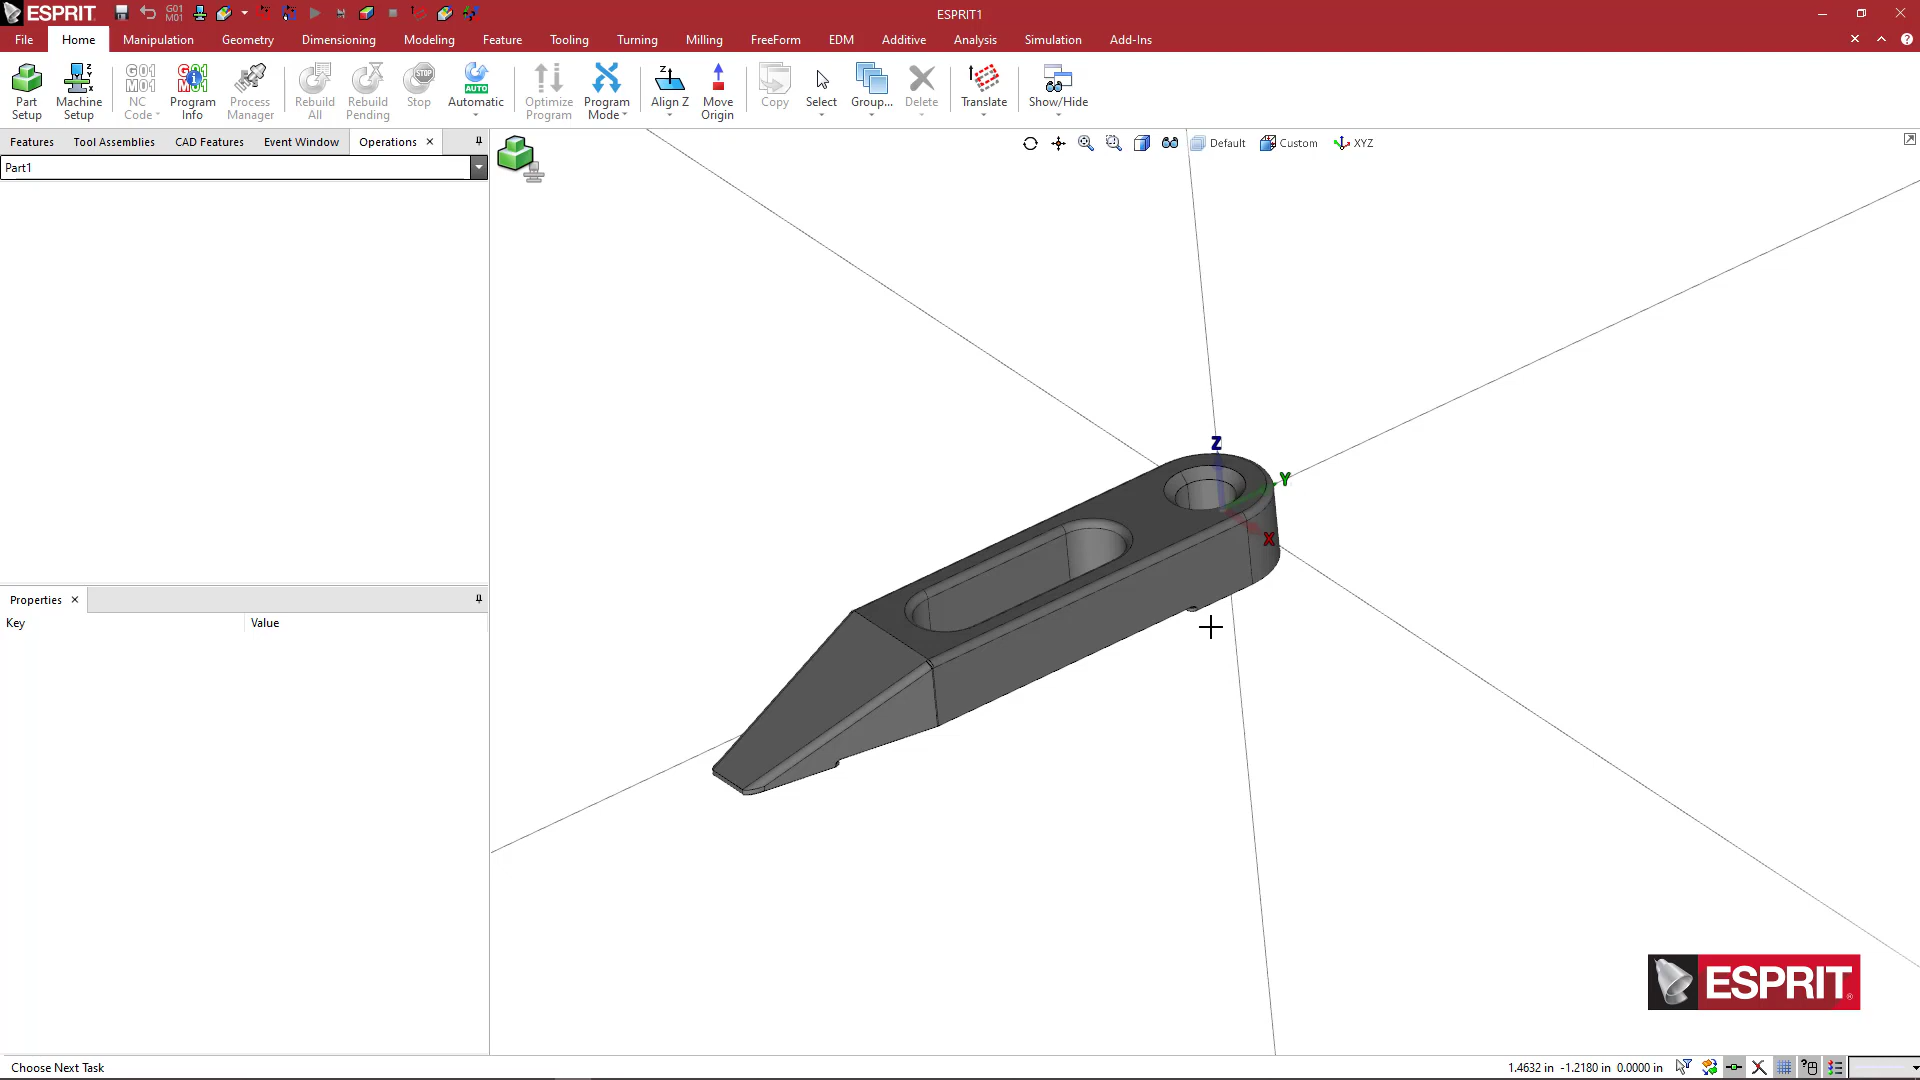 ESPRIT
G01
M01
ESPRIT1
File
Home
Manipulation
Geometry
Dimensioning
Modeling
Feature
Tooling
Turning
Milling
FreeForm
EDM
Additive
Analysis
Simulation
Add-Ins
Part
Setup
Machine
Setup
NC
Code
Program
Info
Process
Manager
Rebuild
All
Rebuild
Pending
STOP
Stop
AUTO
Automatic
Optimize
Program
Program
Mode
Align Z
Move
Origin
Copy
Select
Group...
Delete
Translate
Show/Hide
Features
Tool Assemblies
CAD Features
Event Window
Operations
Part1
Default
Custom
XYZ
Z
Y
X
Properties
Key
Value
ESPRIT
Choose Next Task
1.4632 in -1.2180 in 0.0000 in